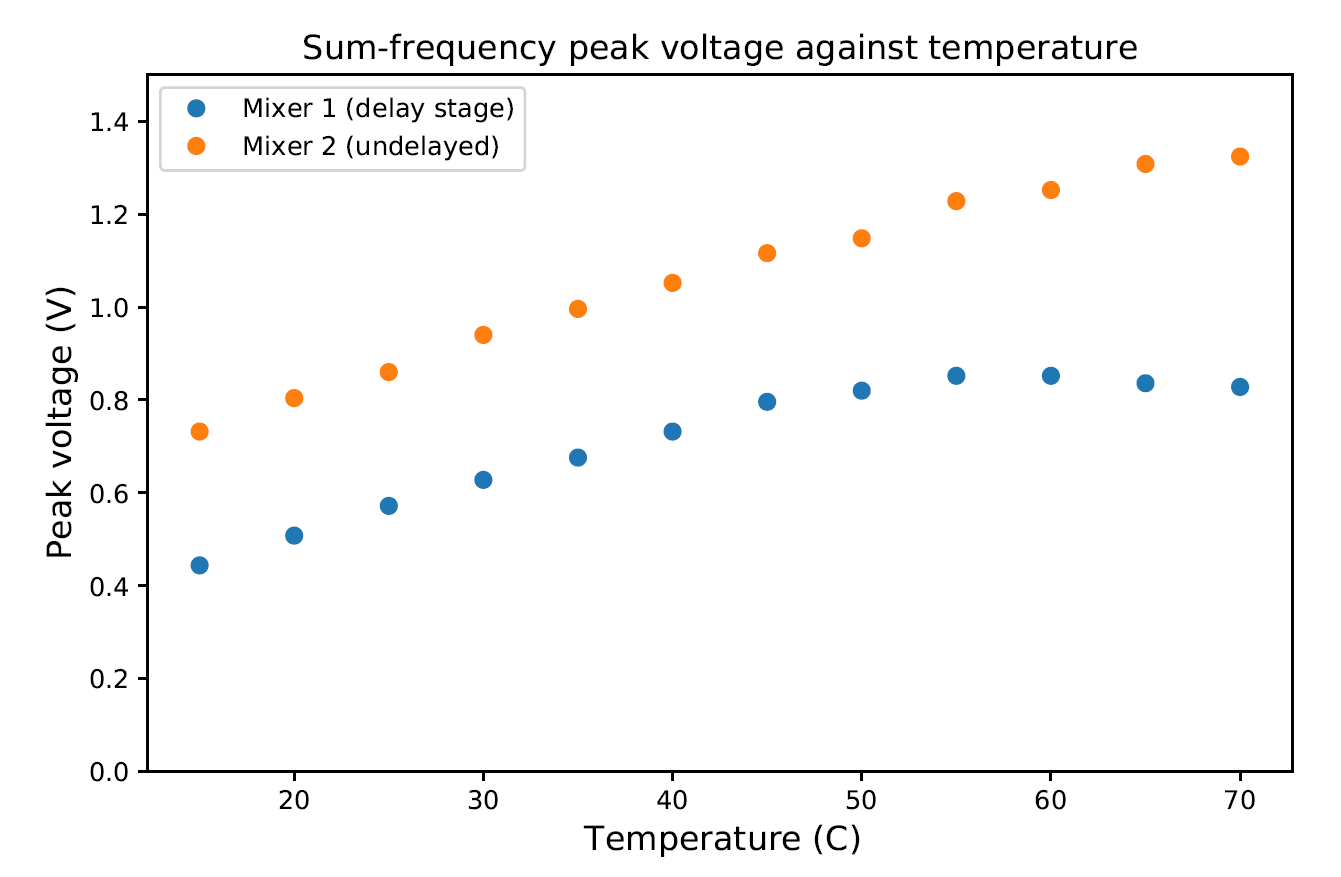 Sum-frequency peak voltage against temperature
Mixer 1 (delay stage)
Mixer 2 (undelayed)
Peak voltage (V)
1.4
1.2
1.0
0.8
0.6
0.4
0.2
0.0
20 30 40 50 60 70
Temperature (C)